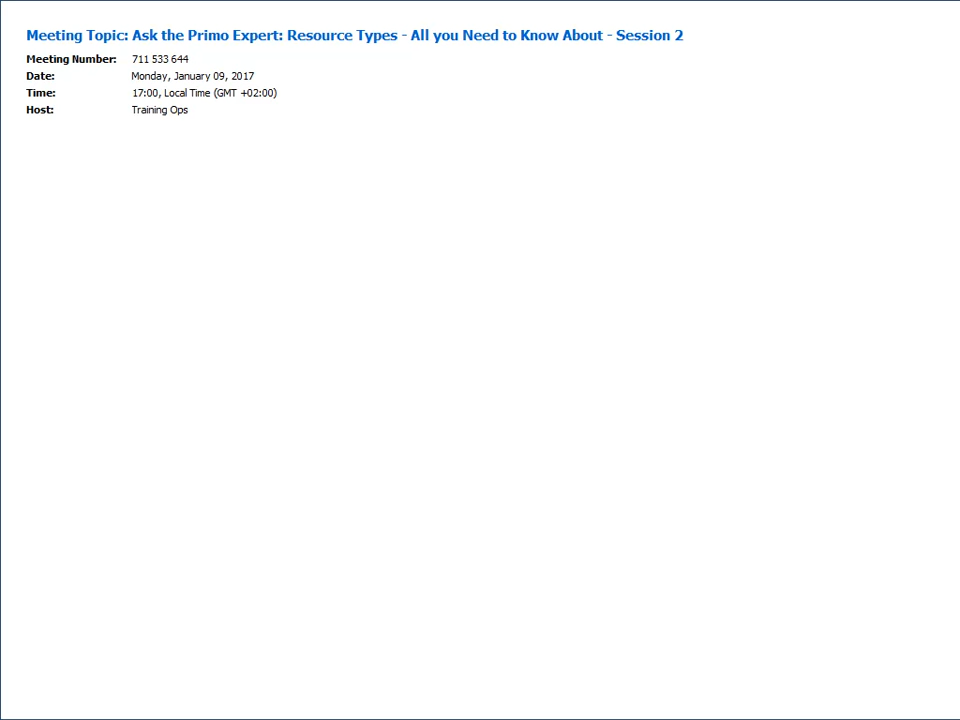 Meeting Topic: Ask the Primo Expert: Resource Types - All you Need to Know About - Session 2
Meeting Number: 711 533 644
Date: Monday, January 09, 2017
Time: 17:00, Local Time (GMT +02:00)
Host: Training Ops